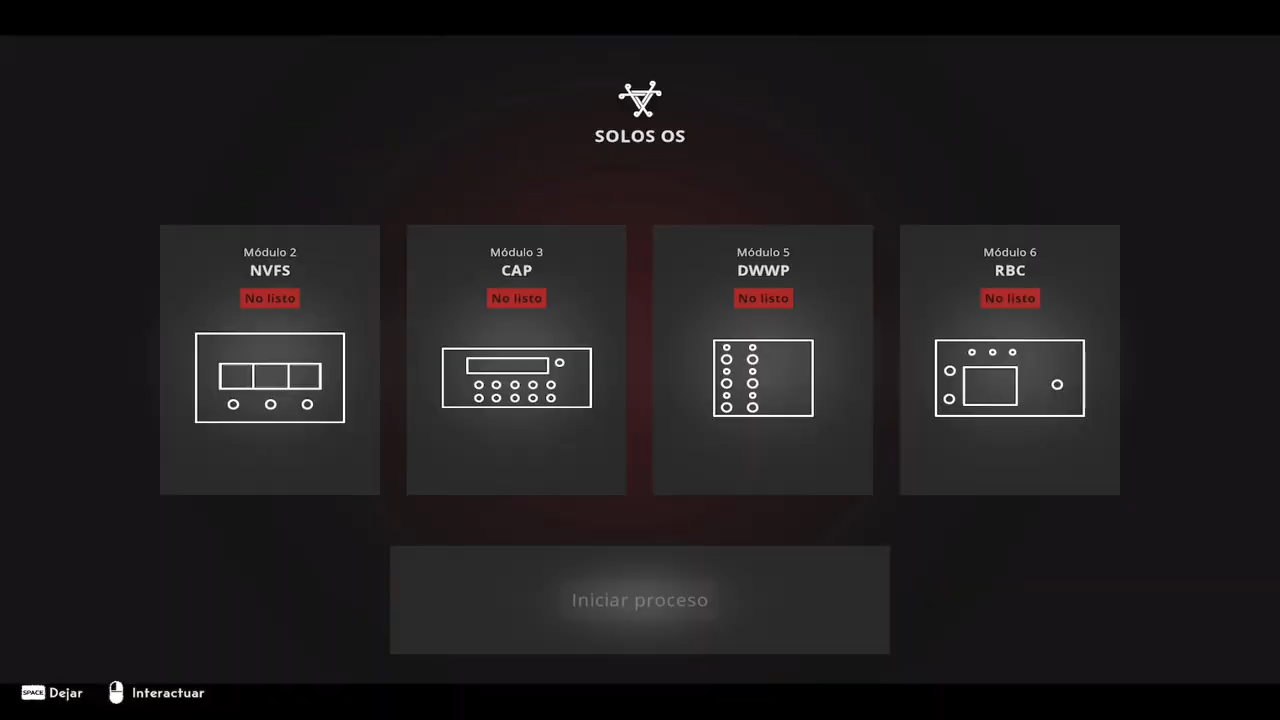 SOLOS OS
Módulo 2
NVFS
No listo
Módulo 3
CAP
No listo
Módulo 5
DWWP
No listo
Módulo 6
RBC
No listo
Iniciar proceso
SPACE Dejar
Interactuar